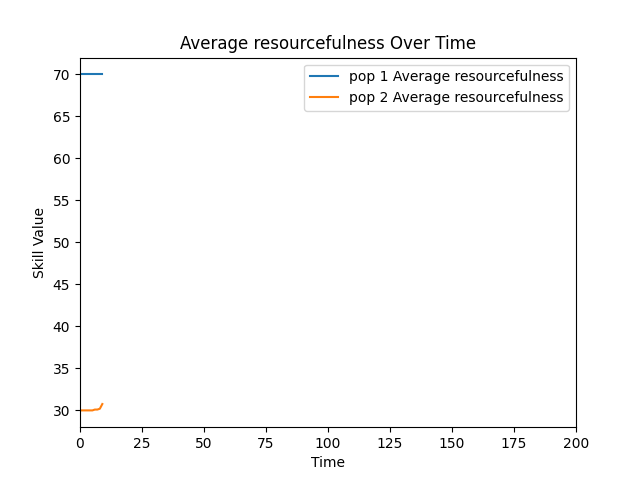 Average resourcefulness Over Time
pop 1 Average resourcefulness
pop 2 Average resourcefulness
Skill Value
70
65
60
55
50
45
40
35
30
0 25 50 75 100 125 150 175 200
Time